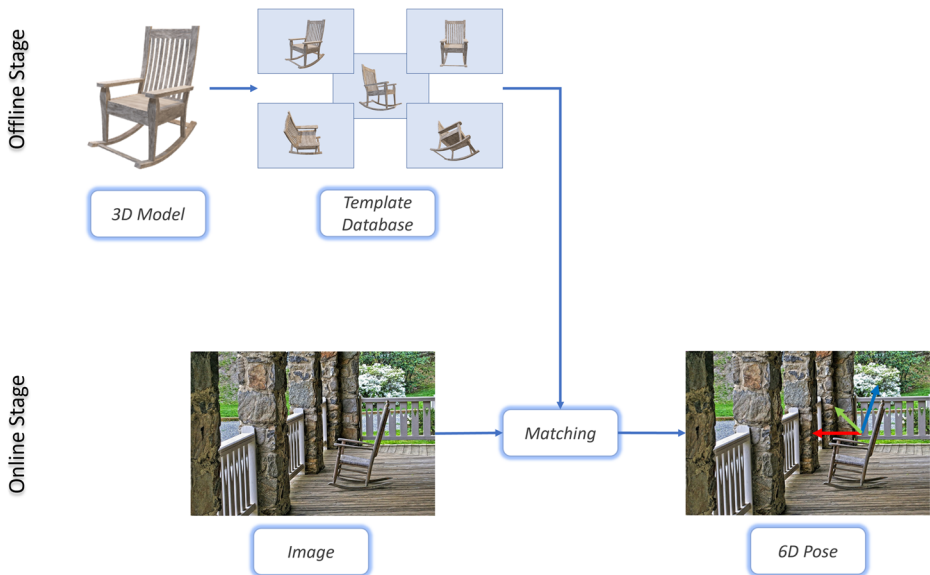 Offline Stage
3D Model
Template
Database
Online Stage
Matching
Image
6D Pose